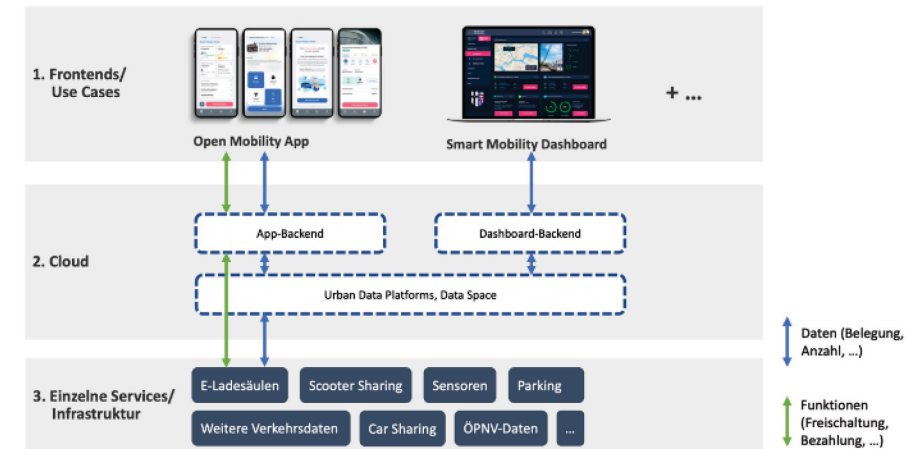 1. Frontends/
Use Cases
Open Mobility App
Smart Mobility Dashboard
+ ...
2. Cloud
App-Backend
Dashboard-Backend
Urban Data Platforms, Data Space
3. Einzelne Services/
Infrastruktur
E-Ladesäulen
Scooter Sharing
Sensoren
Parking
Weitere Verkehrsdaten
Car Sharing
ÖPNV-Daten
...
Daten (Belegung,
Anzahl, ...)
Funktionen
(Freischaltung,
Bezahlung, ...)